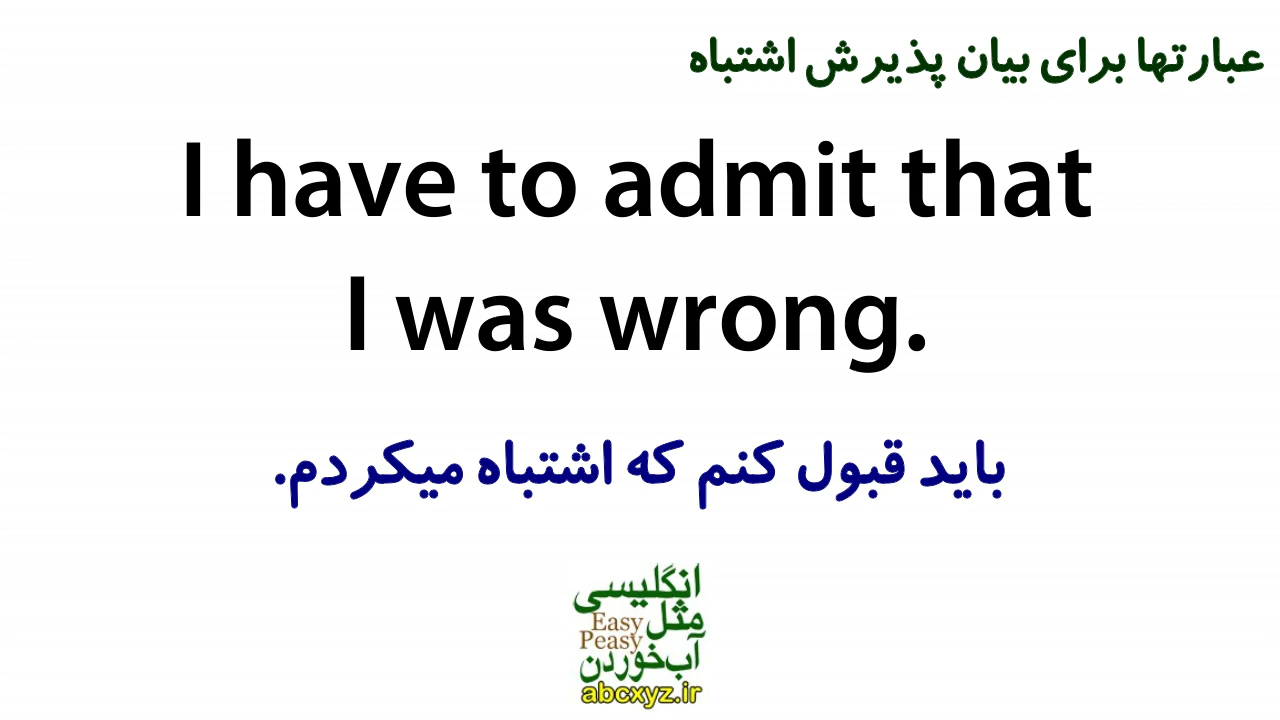 عبارتها برای بیان پذیرش اشتباه
I have to admit that
I was wrong.
باید قبول کنم که اشتباه میکردم.
انگلیسی
مثل
Easy
Peasy
آب‌خوردن
abcxyz.ir